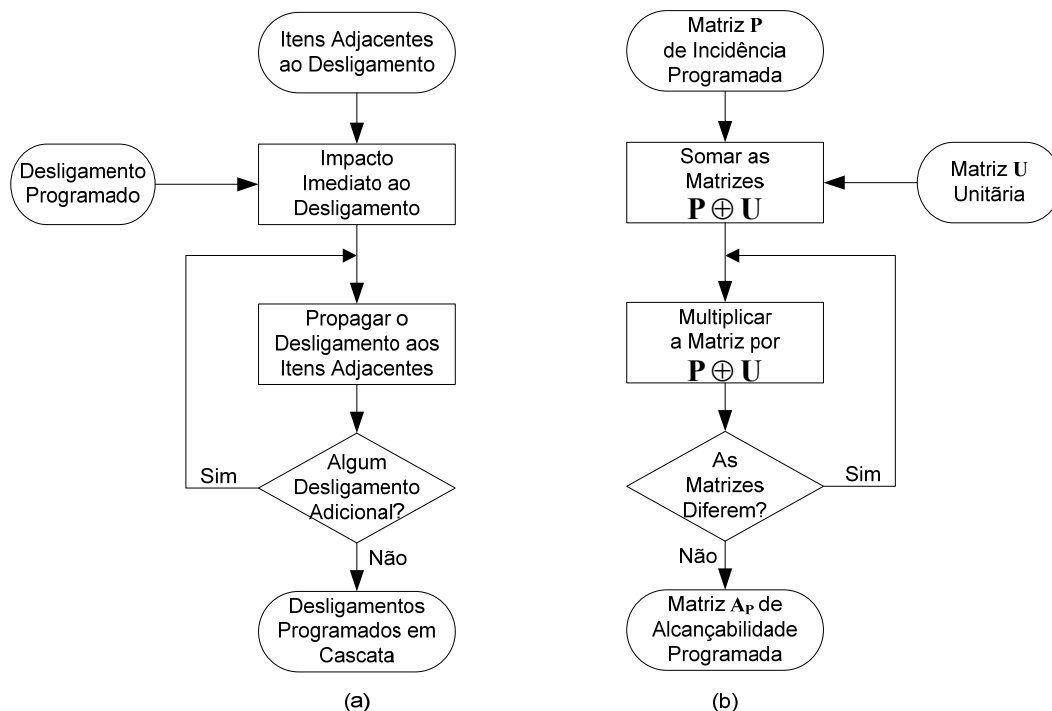 Itens Adjacentes
ao Desligamento
Desligamento
Programado
Impacto
Imediato ao
Desligamento
Propagar o
Desligamento aos
Itens Adjacentes
Sim
Algum
Desligamento
Adicional?
Não
Desligamentos
Programados em
Cascata
(a)
Matriz P
de Incidência
Programada
Somar as
Matrizes
P ⊕ U
Matriz U
Unitãria
Multiplicar
a Matriz por
P ⊕ U
As
Matrizes
Diferem?
Sim
Não
Matriz Aₚ de
Alcançabilidade
Programada
(b)